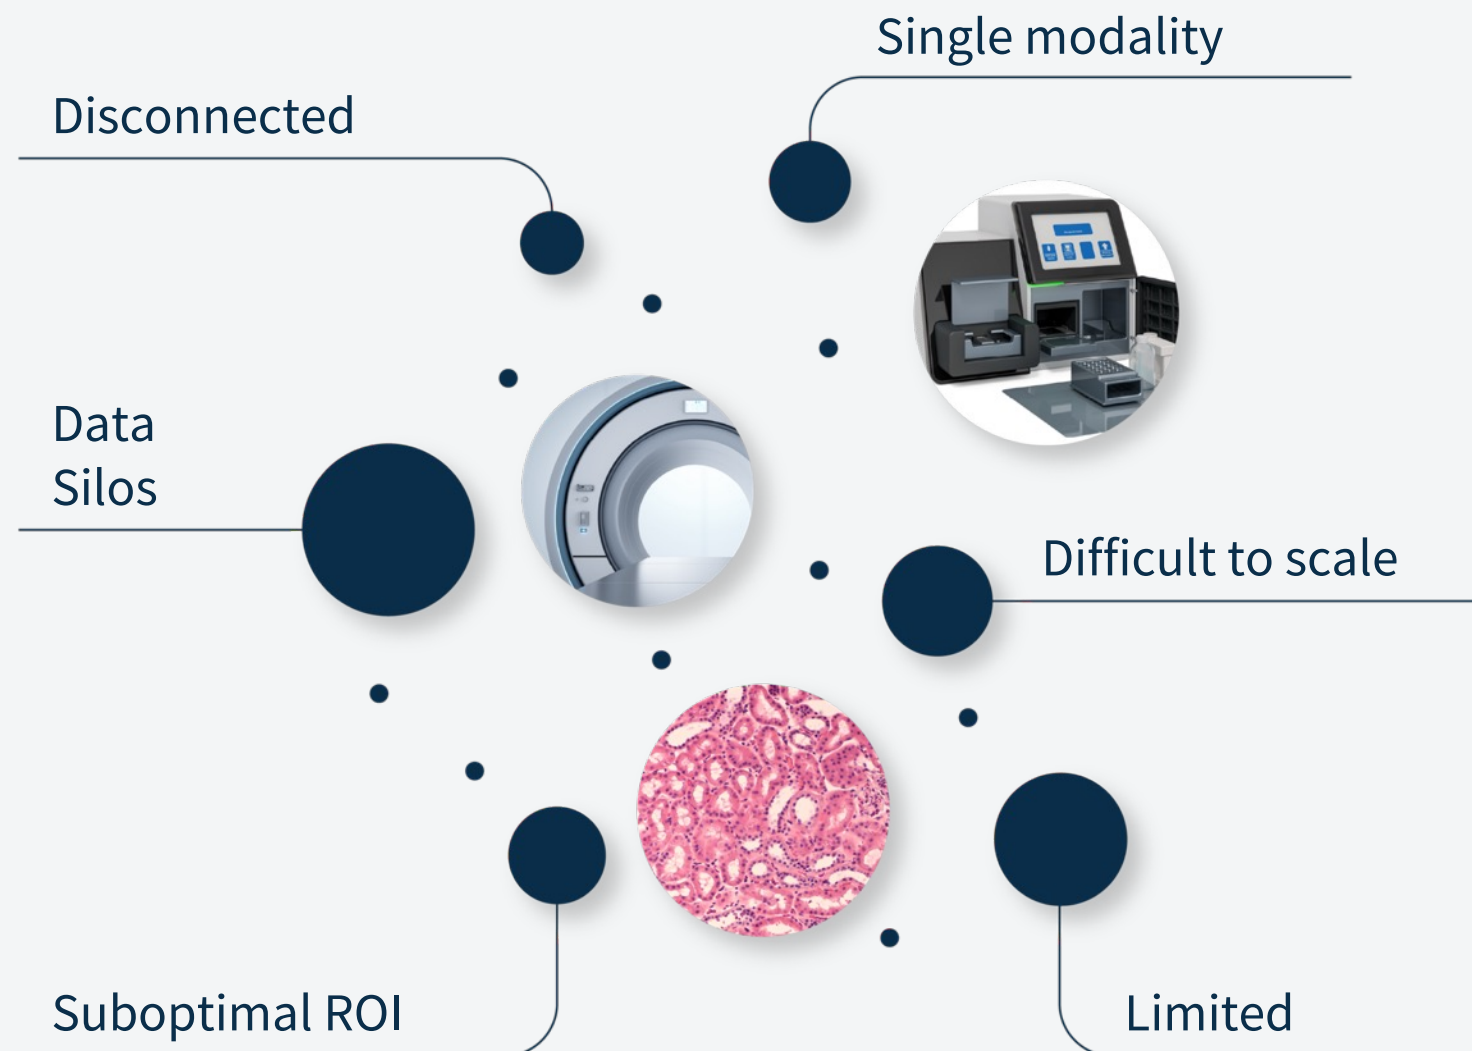 Single modality
Disconnected
Data
Silos
Difficult to scale
Suboptimal ROI
Limited